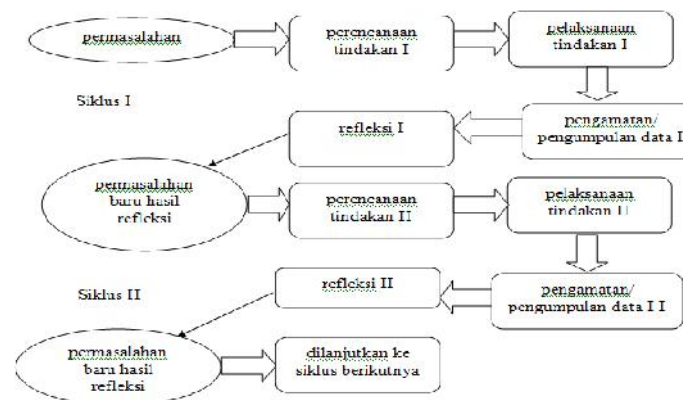 permasalahan
perencanaan
tindakan I
pelaksanaan
tindakan I
Siklus I
refleksi I
pengamatan/
pengumpulan data I
permasalahan
baru hasil
refleksi
perencanaan
tindakan II
pelaksanaan
tindakan II
Siklus II
refleksi II
pengamatan/
pengumpulan data I I
permasalahan
baru hasil
refleksi
dilanjutkan ke
siklus berikutnya